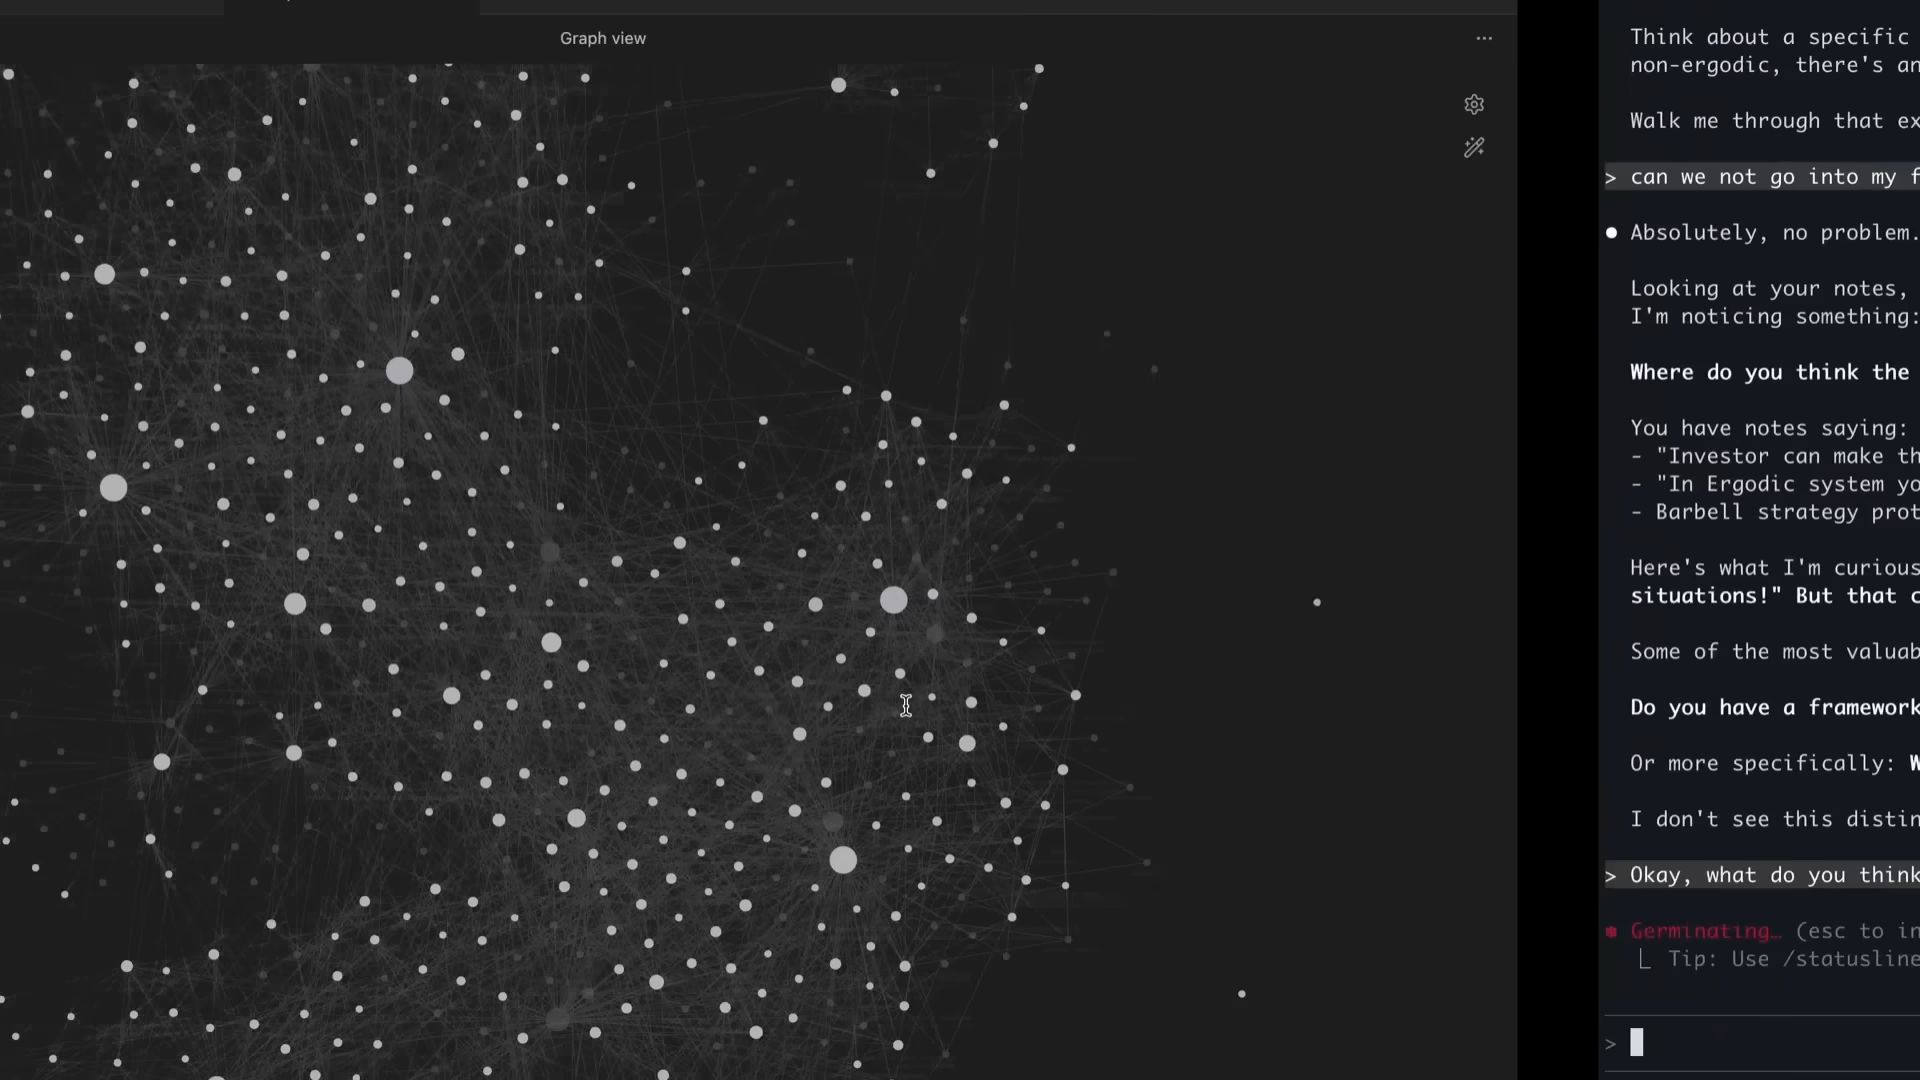 Graph view
Think about a specific
non-ergodic, there's an
Walk me through that ex
> can we not go into my f
Absolutely, no problem.
Looking at your notes,
I'm noticing something:
Where do you think the
You have notes saying:
- "Investor can make th
- "In Ergodic system yo
- Barbell strategy prot
Here's what I'm curious
situations!" But that c
Some of the most valuab
Do you have a framework
Or more specifically: W
I don't see this distin
> Okay, what do you think
Germinating… (esc to in
Tip: Use /statusline
>